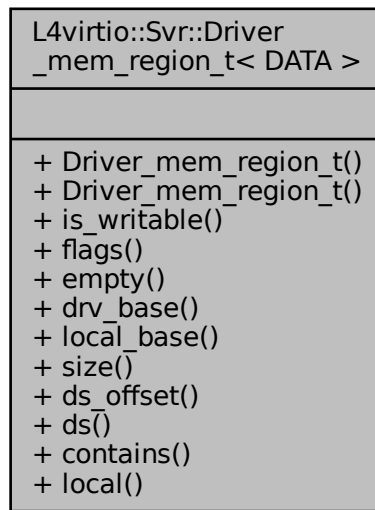 L4virtio::Svr::Driver
_mem_region_t< DATA >
+ Driver_mem_region_t()
+ Driver_mem_region_t()
+ is_writable()
+ flags()
+ empty()
+ drv_base()
+ local_base()
+ size()
+ ds_offset()
+ ds()
+ contains()
+ local()